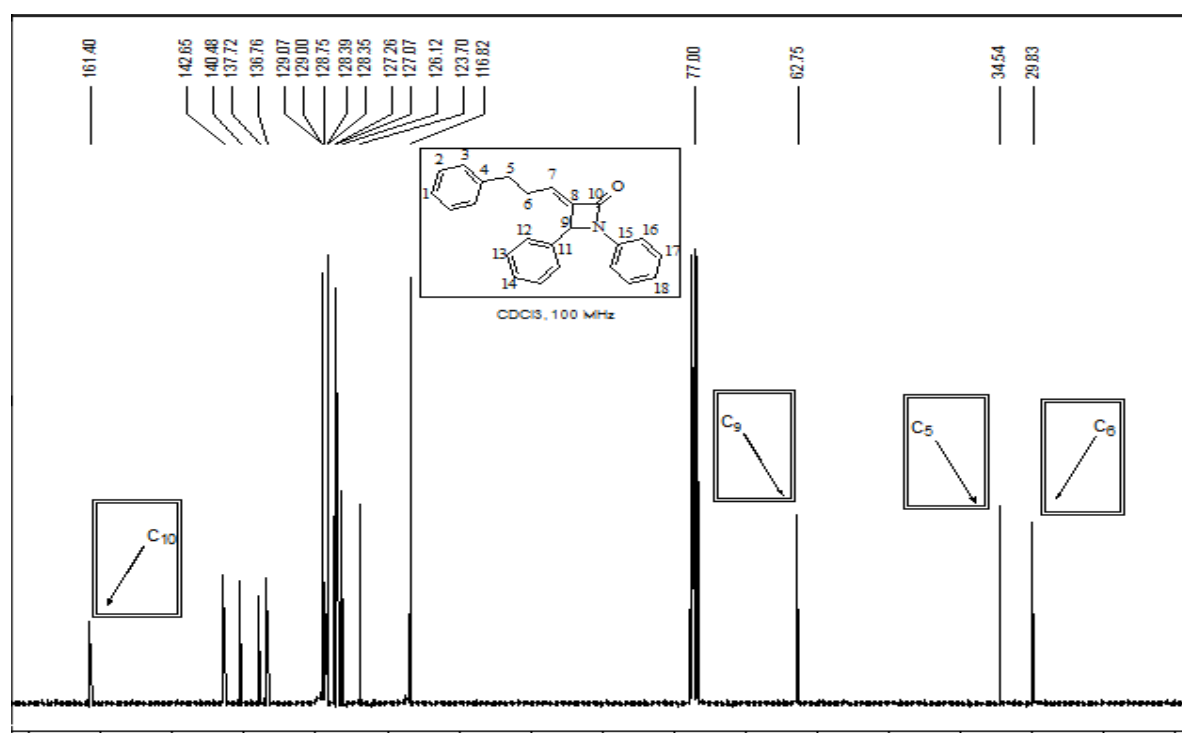 161.40 142.65 140.48 137.72 136.76 129.07 129.00 128.75 128.39 128.35 127.26 127.07 126.12 123.70 116.82 77.00 62.75 34.54 29.83
2 3 4 5 7 10 O
1 6 8
9 N
12 15 16
13 11 17
14 18
CDCl3, 100 MHz
C9 C5 C6
C10